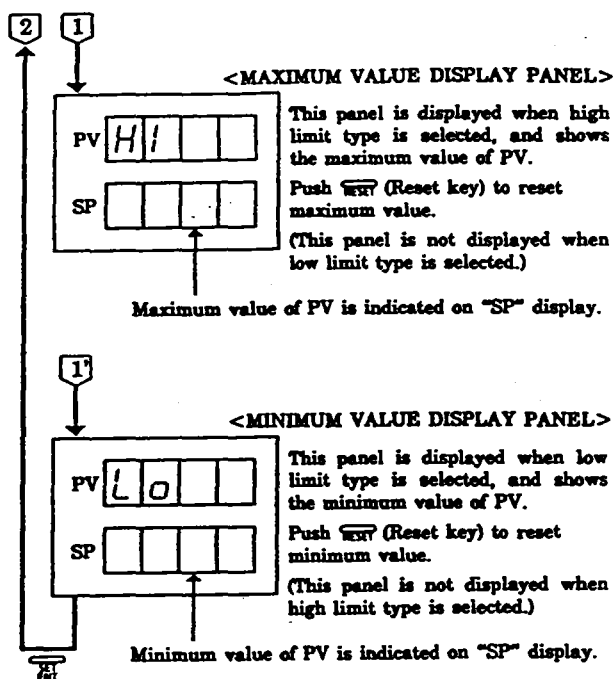 2 1
<MAXIMUM VALUE DISPLAY PANEL>
This panel is displayed when high
limit type is selected, and shows
the maximum value of PV.
PV HI
Push RESET (Reset key) to reset
maximum value.
SP
(This panel is not displayed when
low limit type is selected.)
Maximum value of PV is indicated on "SP" display.
1'
<MINIMUM VALUE DISPLAY PANEL>
This panel is displayed when low
limit type is selected, and shows
the minimum value of PV.
PV Lo
Push RESET (Reset key) to reset
minimum value.
SP
(This panel is not displayed when
high limit type is selected.)
Minimum value of PV is indicated on "SP" display.
SET